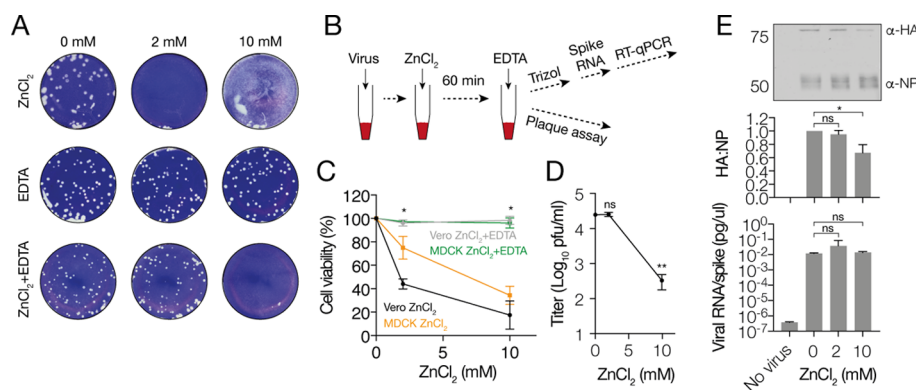 A
0 mM 2 mM 10 mM
ZnCl2
EDTA
ZnCl2+EDTA
B
Virus ZnCl2 EDTA
60 min
Trizol Spike RNA RT-qPCR
Plaque assay
C
Cell viability (%)
120
100
80
60
40
20
0
* *
Vero ZnCl2+EDTA
MDCK ZnCl2+EDTA
Vero ZnCl2
MDCK ZnCl2
0 5 10
ZnCl2 (mM)
D
Titer (Log10 pfu/ml)
5
4
3
2
1
ns
**
0 5 10
ZnCl2 (mM)
E
75 α-HA
50 α-NP
HA:NP
1.2
1.0
0.8
0.6
0.4
0.2
0.0
*
ns
Viral RNA/spike (pg/ul)
10-0
10-1
10-2
10-3
10-4
10-5
10-6
10-7
ns
ns
No virus 0 2 10
ZnCl2 (mM)